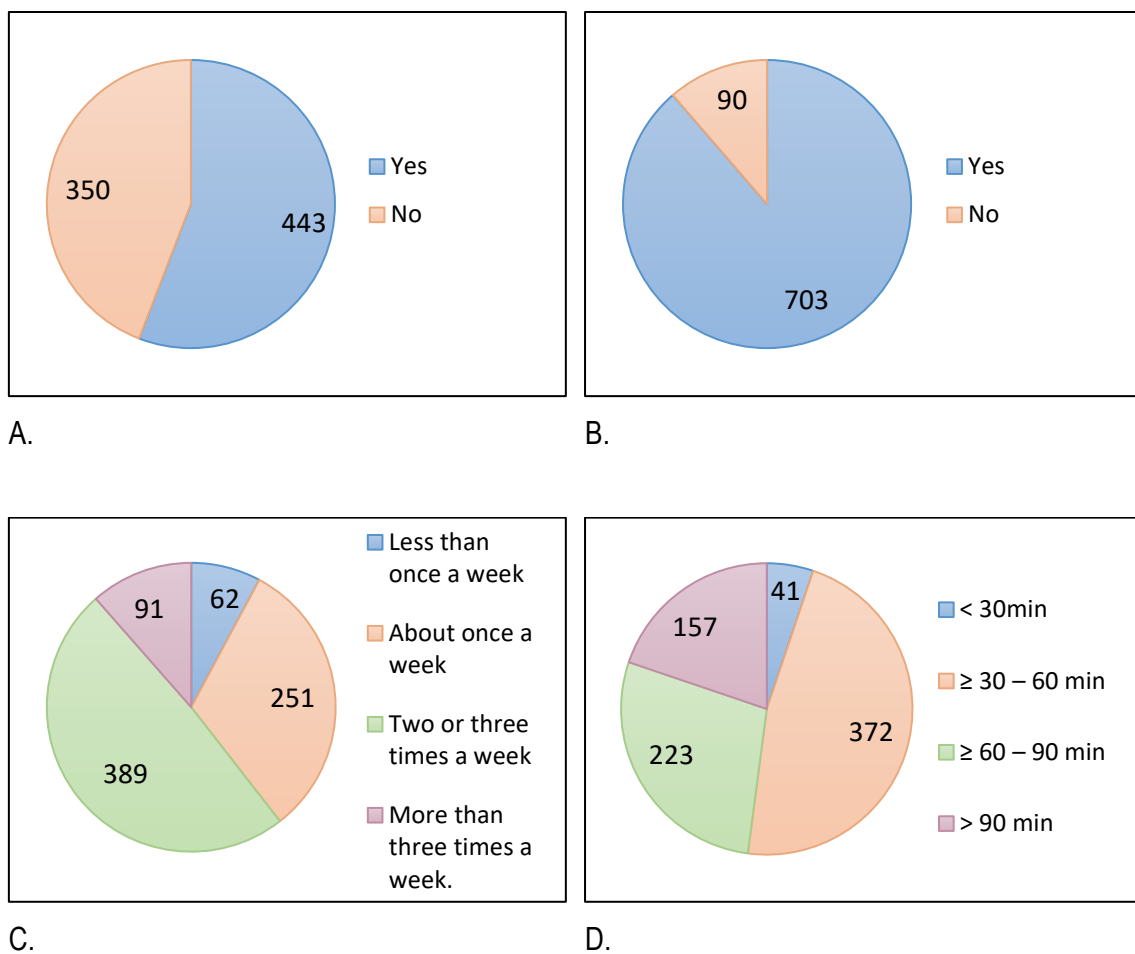 350
443
Yes
No
A.
90
703
Yes
No
B.
62
251
389
91
Less than
once a week
About once a
week
Two or three
times a week
More than
three times a
week.
C.
41
372
223
157
< 30min
≥ 30 – 60 min
≥ 60 – 90 min
> 90 min
D.